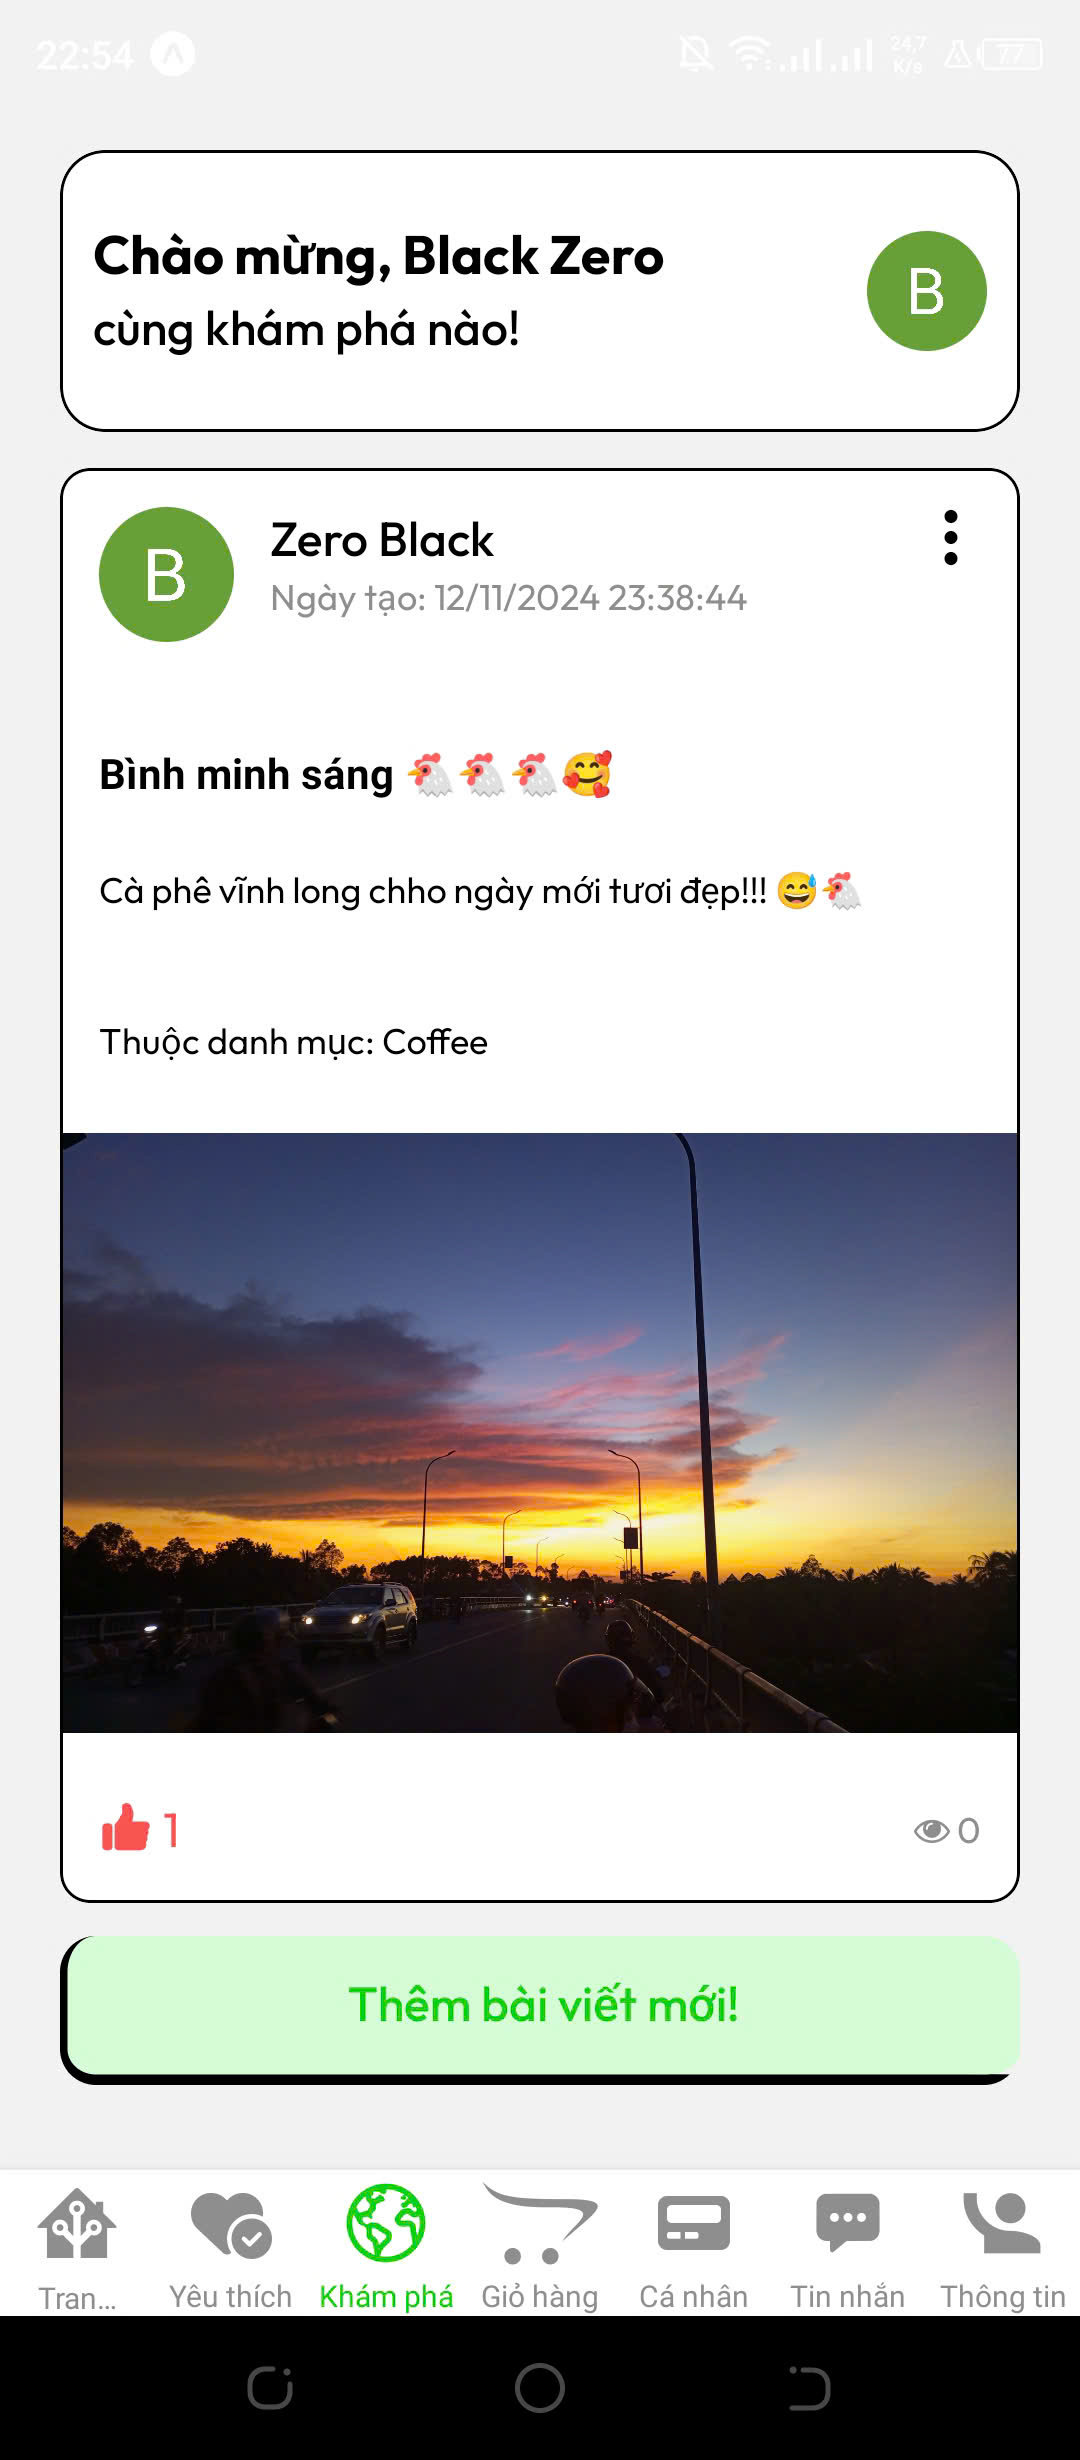 22:54
24,7
K/s
77
Chào mừng, Black Zero
cùng khám phá nào!
B
B
Zero Black
Ngày tạo: 12/11/2024 23:38:44
Bình minh sáng 🐔🐔🐔🥰
Cà phê vĩnh long chho ngày mới tươi đẹp!!! 😅🐔
Thuộc danh mục: Coffee
1
0
Thêm bài viết mới!
Tran...
Yêu thích
Khám phá
Giỏ hàng
Cá nhân
Tin nhắn
Thông tin